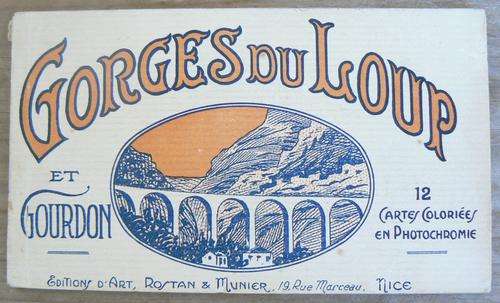 GORGES DU LOUP
ET
GOURDON
12
CARTES COLORIÉES
EN PHOTOCHROMIE
EDITIONS D'ART, ROSTAN & MUNIER, 19, Rue Marceau, NICE